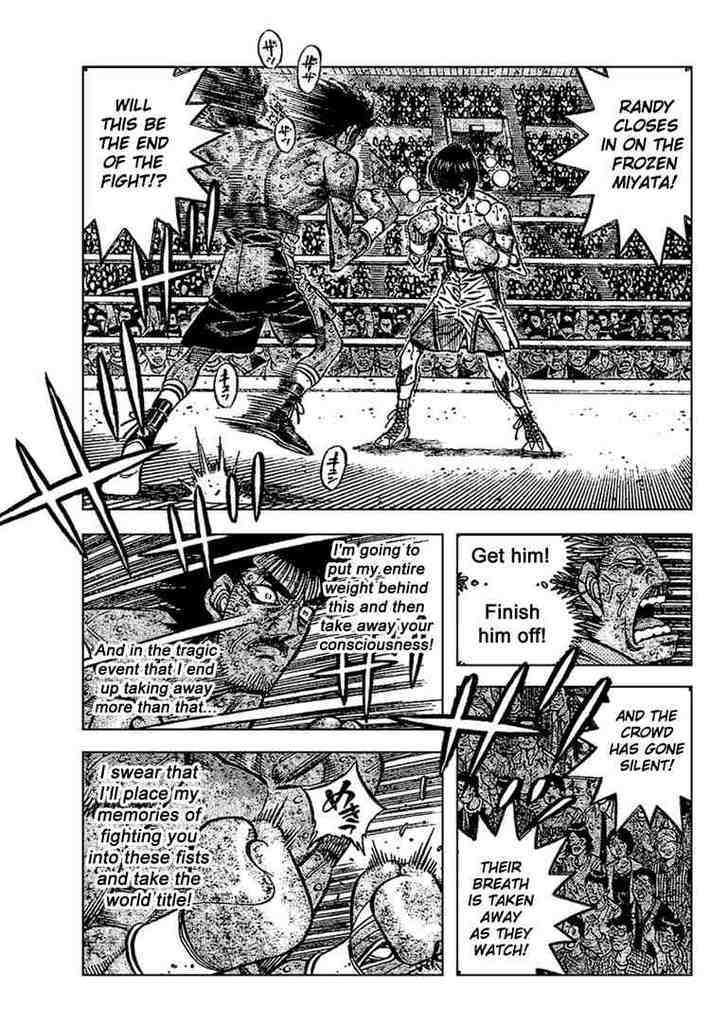 RANDY
CLOSES
IN ON THE
FROZEN
MIYATA!
WILL
THIS BE
THE END
OF THE
FIGHT!?
Get him!
Finish
him off!
I'm going to
put my entire
weight behind
this and then
take away your
consciousness!
And in the tragic
event that I end
up taking away
more than that...
AND THE
CROWD
HAS GONE
SILENT!
THEIR
BREATH
IS TAKEN
AWAY
AS THEY
WATCH!
I swear that
I'll place my
memories of
fighting you
into these fists
and take the
world title!
めきっ